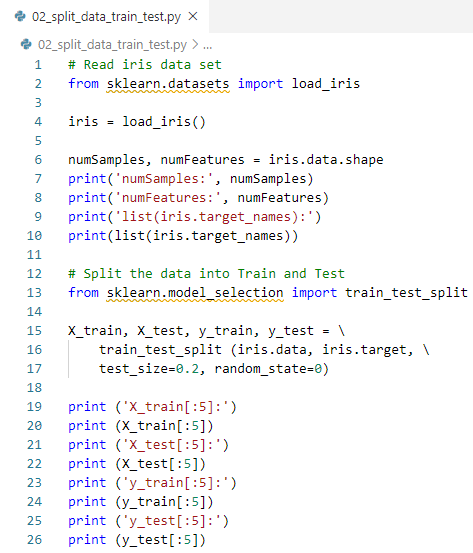 02_split_data_train_test.py ×
02_split_data_train_test.py > ...
1 # Read iris data set
2 from sklearn.datasets import load_iris
3
4 iris = load_iris()
5
6 numSamples, numFeatures = iris.data.shape
7 print('numSamples:', numSamples)
8 print('numFeatures:', numFeatures)
9 print('list(iris.target_names):')
10 print(list(iris.target_names))
11
12 # Split the data into Train and Test
13 from sklearn.model_selection import train_test_split
14
15 X_train, X_test, y_train, y_test = \
16     train_test_split (iris.data, iris.target, \
17     test_size=0.2, random_state=0)
18
19 print ('X_train[:5]:')
20 print (X_train[:5])
21 print ('X_test[:5]:')
22 print (X_test[:5])
23 print ('y_train[:5]:')
24 print (y_train[:5])
25 print ('y_test[:5]:')
26 print (y_test[:5])